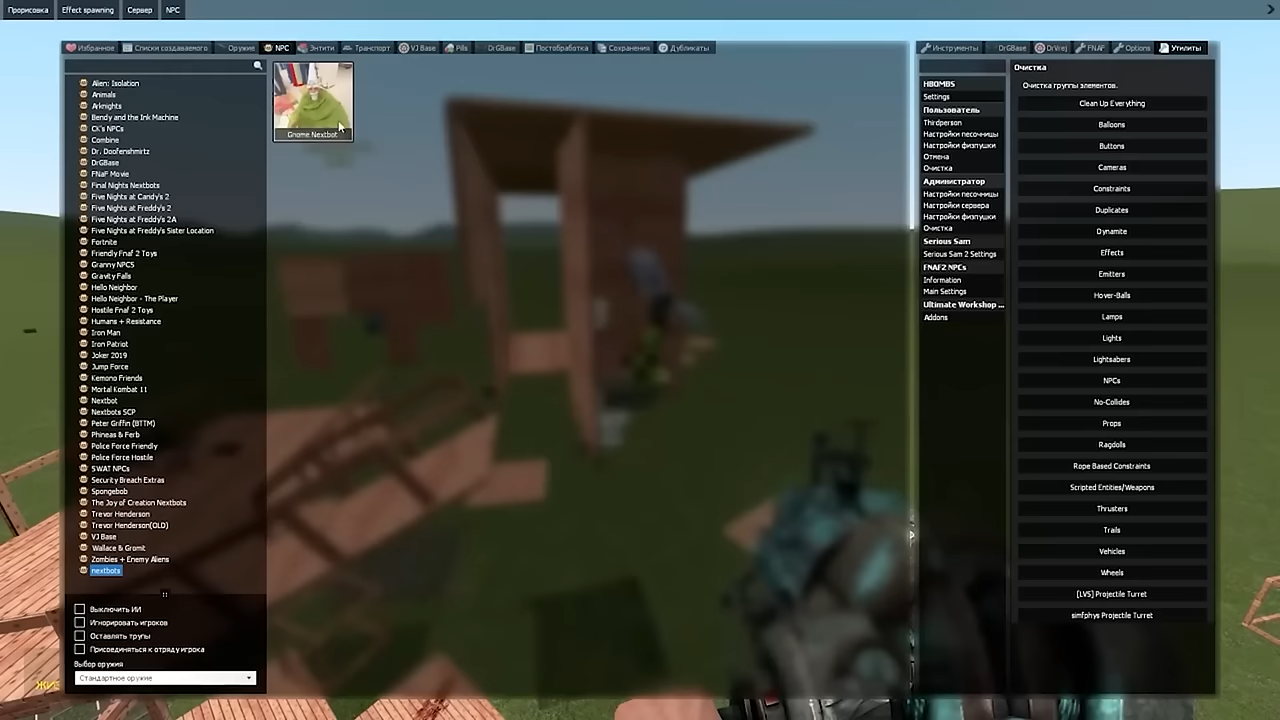 Прорисовка
Effect spawning
Сервер
NPC
Избранное
Списки создаваемого
Оружие
NPC
Энтити
Транспорт
VJ Base
Pills
DrGBase
Постобработка
Сохранения
Дубликаты
Alien: Isolation
Animals
Arknights
Bendy and the Ink Machine
CK's NPCs
Combine
Dr. Doofenshmirtz
DrGBase
FNaF Movie
Final Nights Nextbots
Five Nights at Candy's 2
Five Nights at Freddy's 2
Five Nights at Freddy's 2A
Five Nights at Freddy's Sister Location
Fortnite
Friendly Fnaf 2 Toys
Granny NPCS
Gravity Falls
Hello Neighbor
Hello Neighbor - The Player
Hostile Fnaf 2 Toys
Humans + Resistance
Iron Man
Iron Patriot
Joker 2019
Jump Force
Kemono Friends
Mortal Kombat 11
Nextbot
Nextbots SCP
Peter Griffin (BTTM)
Phineas & Ferb
Police Force Friendly
Police Force Hostile
SWAT NPCs
Security Breach Extras
Spongebob
The Joy of Creation Nextbots
Trevor Henderson
Trevor Henderson(OLD)
VJ Base
Wallace & Gromit
Zombies + Enemy Aliens
nextbots
Выключить ИИ
Игнорировать игроков
Оставлять трупы
Присоединяться к отряду игрока
Выбор оружия
Стандартное оружие
Gnome Nextbot
Инструменты
DrGBase
DrVrej
FNAF
Options
Утилиты
HBOMBS
Settings
Пользователь
Thirdperson
Настройки песочницы
Настройки физпушки
Отмена
Очистка
Администратор
Настройки песочницы
Настройки сервера
Настройки физпушки
Очистка
Serious Sam
Serious Sam 2 Settings
FNAF2 NPCs
Information
Main Settings
Ultimate Workshop ...
Addons
Очистка
Очистка группы элементов.
Clean Up Everything
Balloons
Buttons
Cameras
Constraints
Duplicates
Dynamite
Effects
Emitters
Hover-Balls
Lamps
Lights
Lightsabers
NPCs
No-Collides
Props
Ragdolls
Rope Based Constraints
Scripted Entities/Weapons
Thrusters
Trails
Vehicles
Wheels
[LVS] Projectile Turret
simfphys Projectile Turret